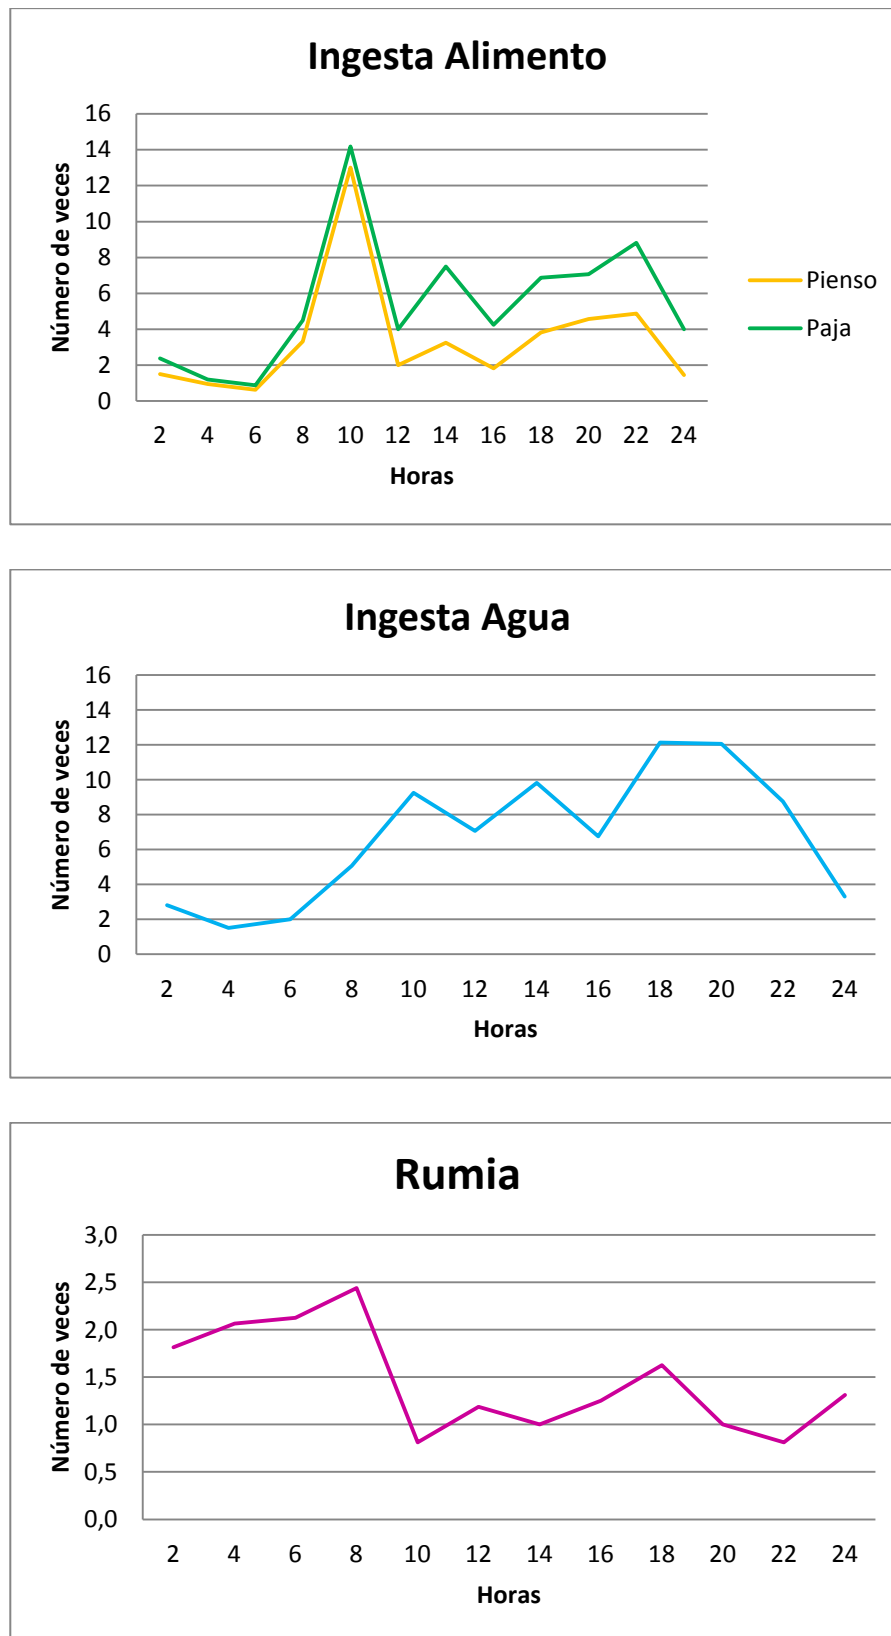 Ingesta Alimento
16
14
12
10
8
6
4
2
0
Número de veces
2 4 6 8 10 12 14 16 18 20 22 24
Horas
Pienso
Paja
Ingesta Agua
16
14
12
10
8
6
4
2
0
Número de veces
2 4 6 8 10 12 14 16 18 20 22 24
Horas
Rumia
3,0
2,5
2,0
1,5
1,0
0,5
0,0
Número de veces
2 4 6 8 10 12 14 16 18 20 22 24
Horas